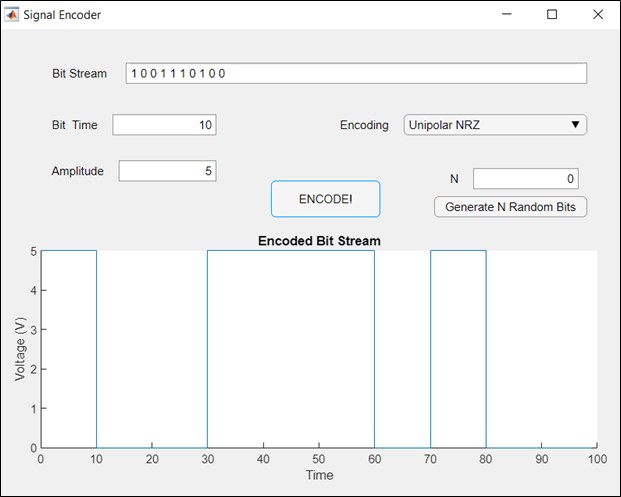 Signal Encoder
Bit Stream 1 0 0 1 1 1 0 1 0 0
Bit Time 10 Encoding Unipolar NRZ
Amplitude 5
N 0
ENCODE!
Generate N Random Bits
Encoded Bit Stream
5
4
3
2
1
0
Voltage (V)
0 10 20 30 40 50 60 70 80 90 100
Time